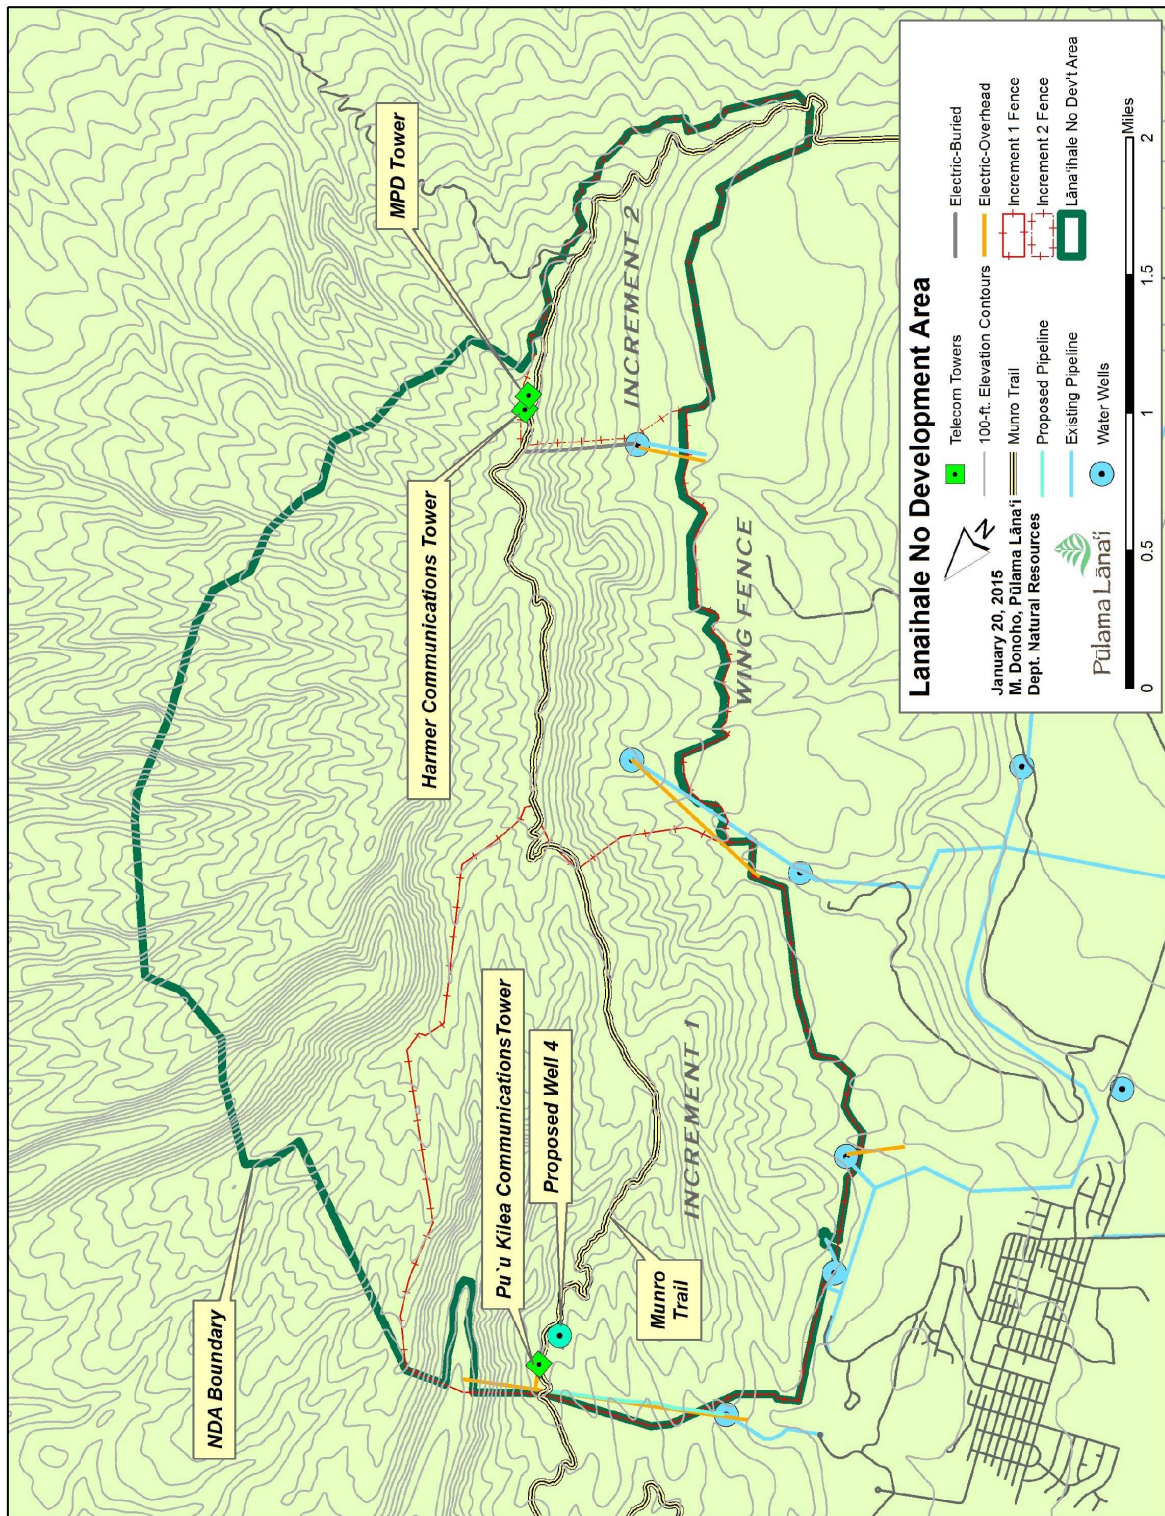 MPD Tower
Harmer Communications Tower
Pu`u Kilea CommunicationsTower
Proposed Well 4
NDA Boundary
Munro
Trail
INCREMENT 2
WING FENCE
INCREMENT 1
Lanaihale No Development Area
N
January 20, 2015
M. Donoho, Pūlama Lāna'i
Dept. Natural Resources
Pūlama Lāna'i
Telecom Towers
100-ft. Elevation Contours
Munro Trail
Proposed Pipeline
Existing Pipeline
Water Wells
Electric-Buried
Electric-Overhead
Increment 1 Fence
Increment 2 Fence
Lāna'ihale No Dev't Area
0 0.5 1 1.5 2
Miles